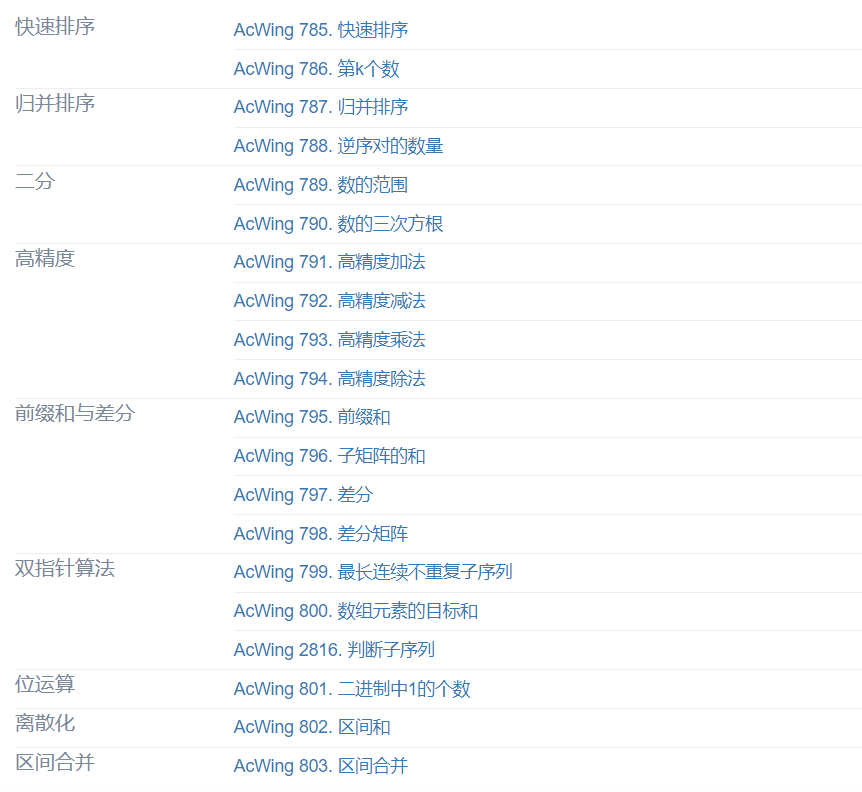 快速排序
AcWing 785. 快速排序
AcWing 786. 第k个数
归并排序
AcWing 787. 归并排序
AcWing 788. 逆序对的数量
二分
AcWing 789. 数的范围
AcWing 790. 数的三次方根
高精度
AcWing 791. 高精度加法
AcWing 792. 高精度减法
AcWing 793. 高精度乘法
AcWing 794. 高精度除法
前缀和与差分
AcWing 795. 前缀和
AcWing 796. 子矩阵的和
AcWing 797. 差分
AcWing 798. 差分矩阵
双指针算法
AcWing 799. 最长连续不重复子序列
AcWing 800. 数组元素的目标和
AcWing 2816. 判断子序列
位运算
AcWing 801. 二进制中1的个数
离散化
AcWing 802. 区间和
区间合并
AcWing 803. 区间合并